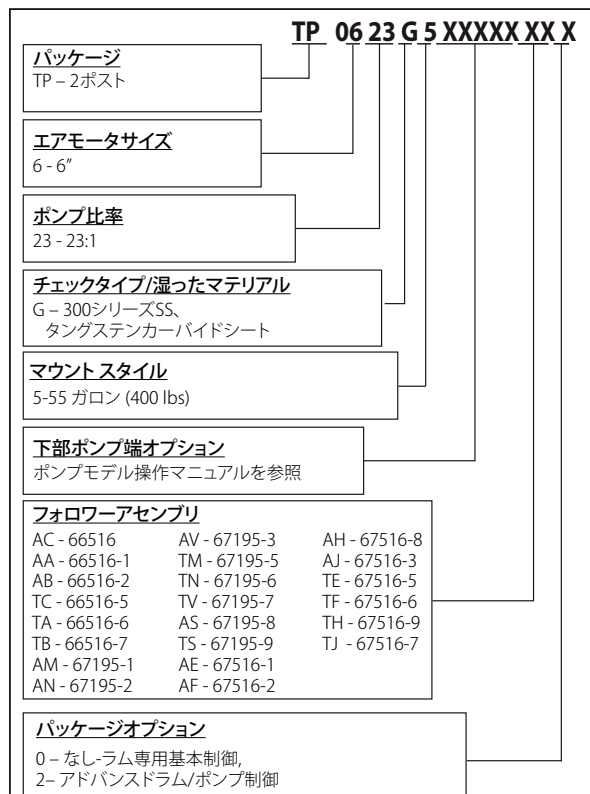 TP 06 23 G 5 XXXXX XX X
パッケージ
TP – 2ポスト
エアモータサイズ
6 - 6"
ポンプ比率
23 - 23:1
チェックタイプ/湿ったマテリアル
G – 300シリーズSS、
タングステンカーバイドシート
マウント スタイル
5-55 ガロン (400 lbs)
下部ポンプ端オプション
ポンプモデル操作マニュアルを参照
フォロワーアセンブリ
AC - 66516 AV - 67195-3 AH - 67516-8
AA - 66516-1 TM - 67195-5 AJ - 67516-3
AB - 66516-2 TN - 67195-6 TE - 67516-5
TC - 66516-5 TV - 67195-7 TF - 67516-6
TA - 66516-6 AS - 67195-8 TH - 67516-9
TB - 66516-7 TS - 67195-9 TJ - 67516-7
AM - 67195-1 AE - 67516-1
AN - 67195-2 AF - 67516-2
パッケージオプション
0 – なし-ラム専用基本制御,
2– アドバンスドラム/ポンプ制御